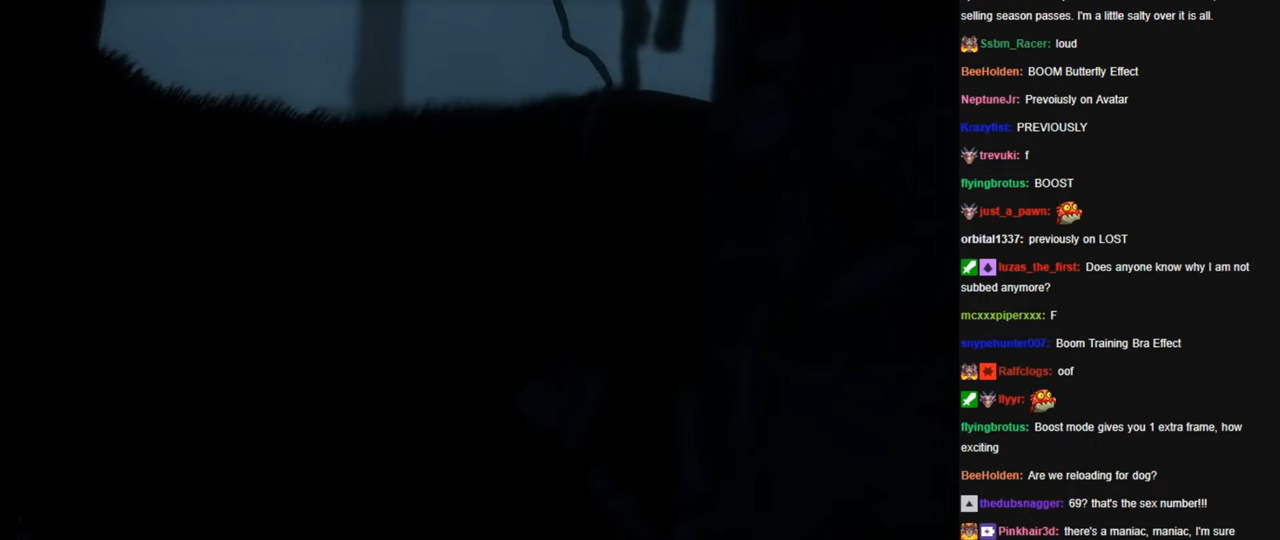 selling season passes. I'm a little salty over it is all.
Ssbm_Racer: loud
BeeHolden: BOOM Butterfly Effect
NeptuneJr: Prevoiusly on Avatar
Krazyfist: PREVIOUSLY
trevuki: f
flyingbrotus: BOOST
just_a_pawn:
orbital1337: previously on LOST
luzas_the_first: Does anyone know why I am not
subbed anymore?
mcxxxpiperxxx: F
snypehunter007: Boom Training Bra Effect
Ralfclogs: oof
llyyr:
flyingbrotus: Boost mode gives you 1 extra frame, how
exciting
BeeHolden: Are we reloading for dog?
thedubsnagger: 69? that's the sex number!!!
Pinkhair3d: there's a maniac, maniac, I'm sure